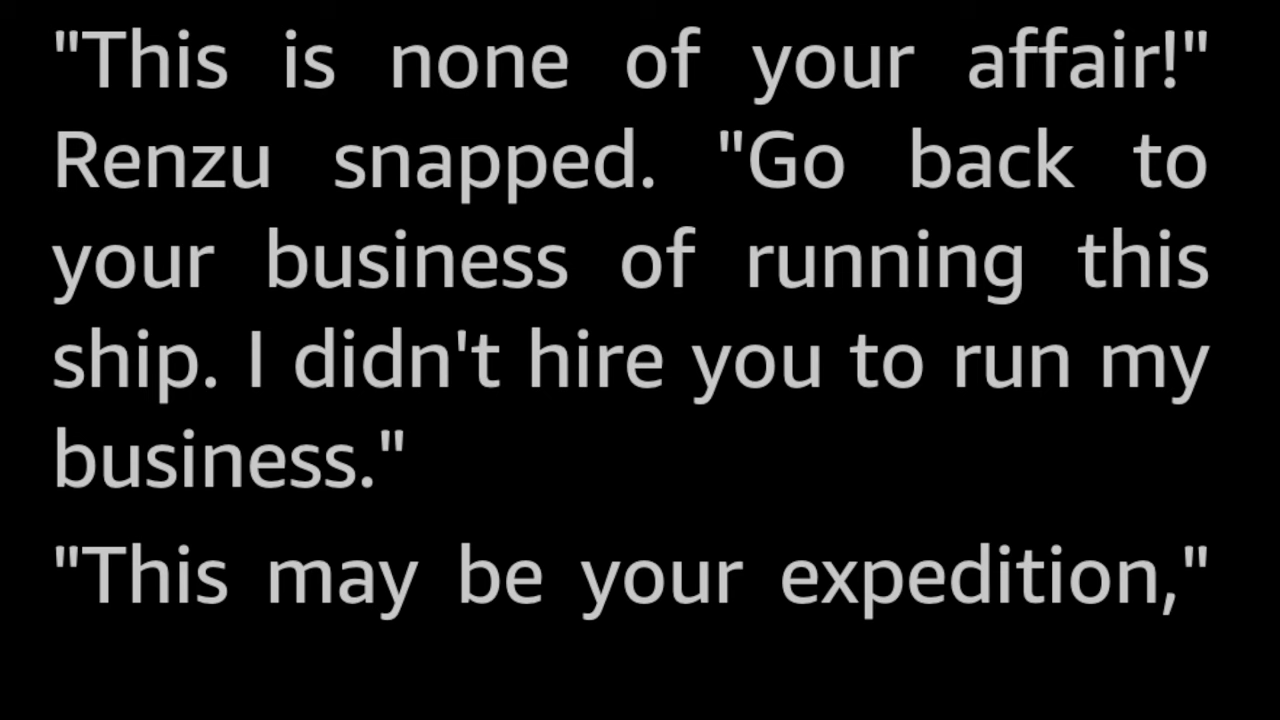 "This is none of your affair!"
Renzu snapped. "Go back to
your business of running this
ship. I didn't hire you to run my
business."
"This may be your expedition,"